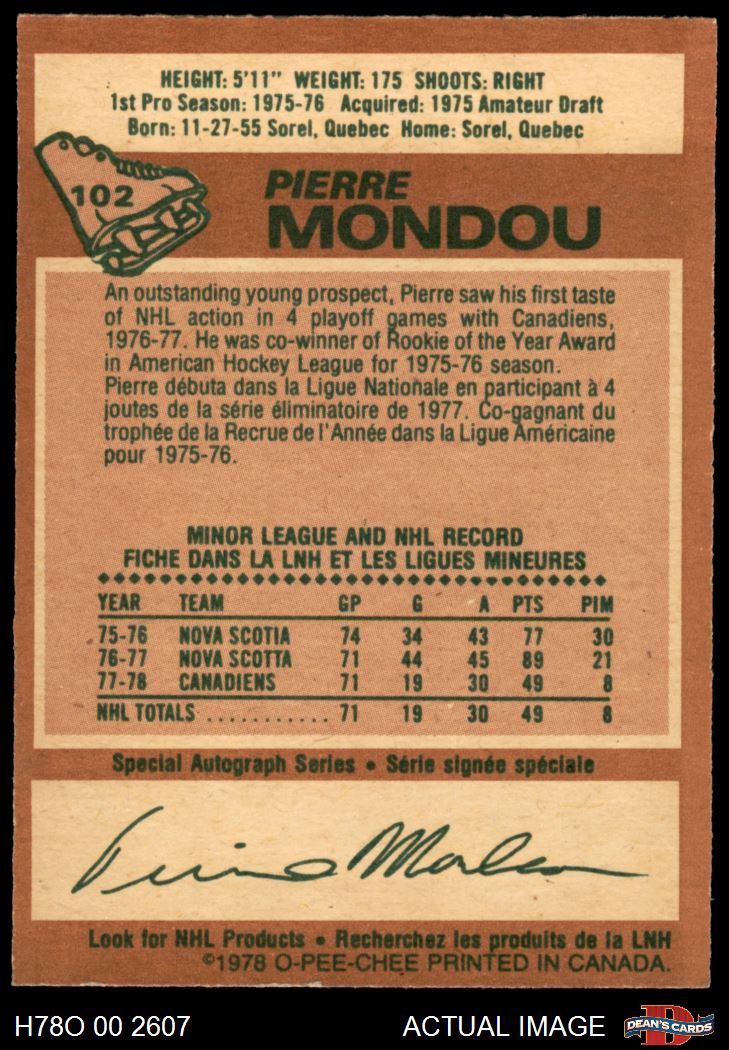 HEIGHT: 5'11" WEIGHT: 175 SHOOTS: RIGHT
1st Pro Season: 1975-76 Acquired: 1975 Amateur Draft
Born: 11-27-55 Sorel, Quebec Home: Sorel, Quebec
102
PIERRE
MONDOU
An outstanding young prospect, Pierre saw his first taste
of NHL action in 4 playoff games with Canadiens,
1976-77. He was co-winner of Rookie of the Year Award
in American Hockey League for 1975-76 season.
Pierre débuta dans la Ligue Nationale en participant à 4
joutes de la série éliminatoire de 1977. Co-gagnant du
trophée de la Recrue de l'Année dans la Ligue Américaine
pour 1975-76.
MINOR LEAGUE AND NHL RECORD
FICHE DANS LA LNH ET LES LIGUES MINEURES
YEAR TEAM GP G A PTS PIM
75-76 NOVA SCOTIA 74 34 43 77 30
76-77 NOVA SCOTTA 71 44 45 89 21
77-78 CANADIENS 71 19 30 49 8
NHL TOTALS ........... 71 19 30 49 8
Special Autograph Series • Série signée spéciale
Pierre Mondou
Look for NHL Products • Recherchez les produits de la LNH
©1978 O-PEE-CHEE PRINTED IN CANADA.
H78O 00 2607 ACTUAL IMAGE DEAN'S CARDS